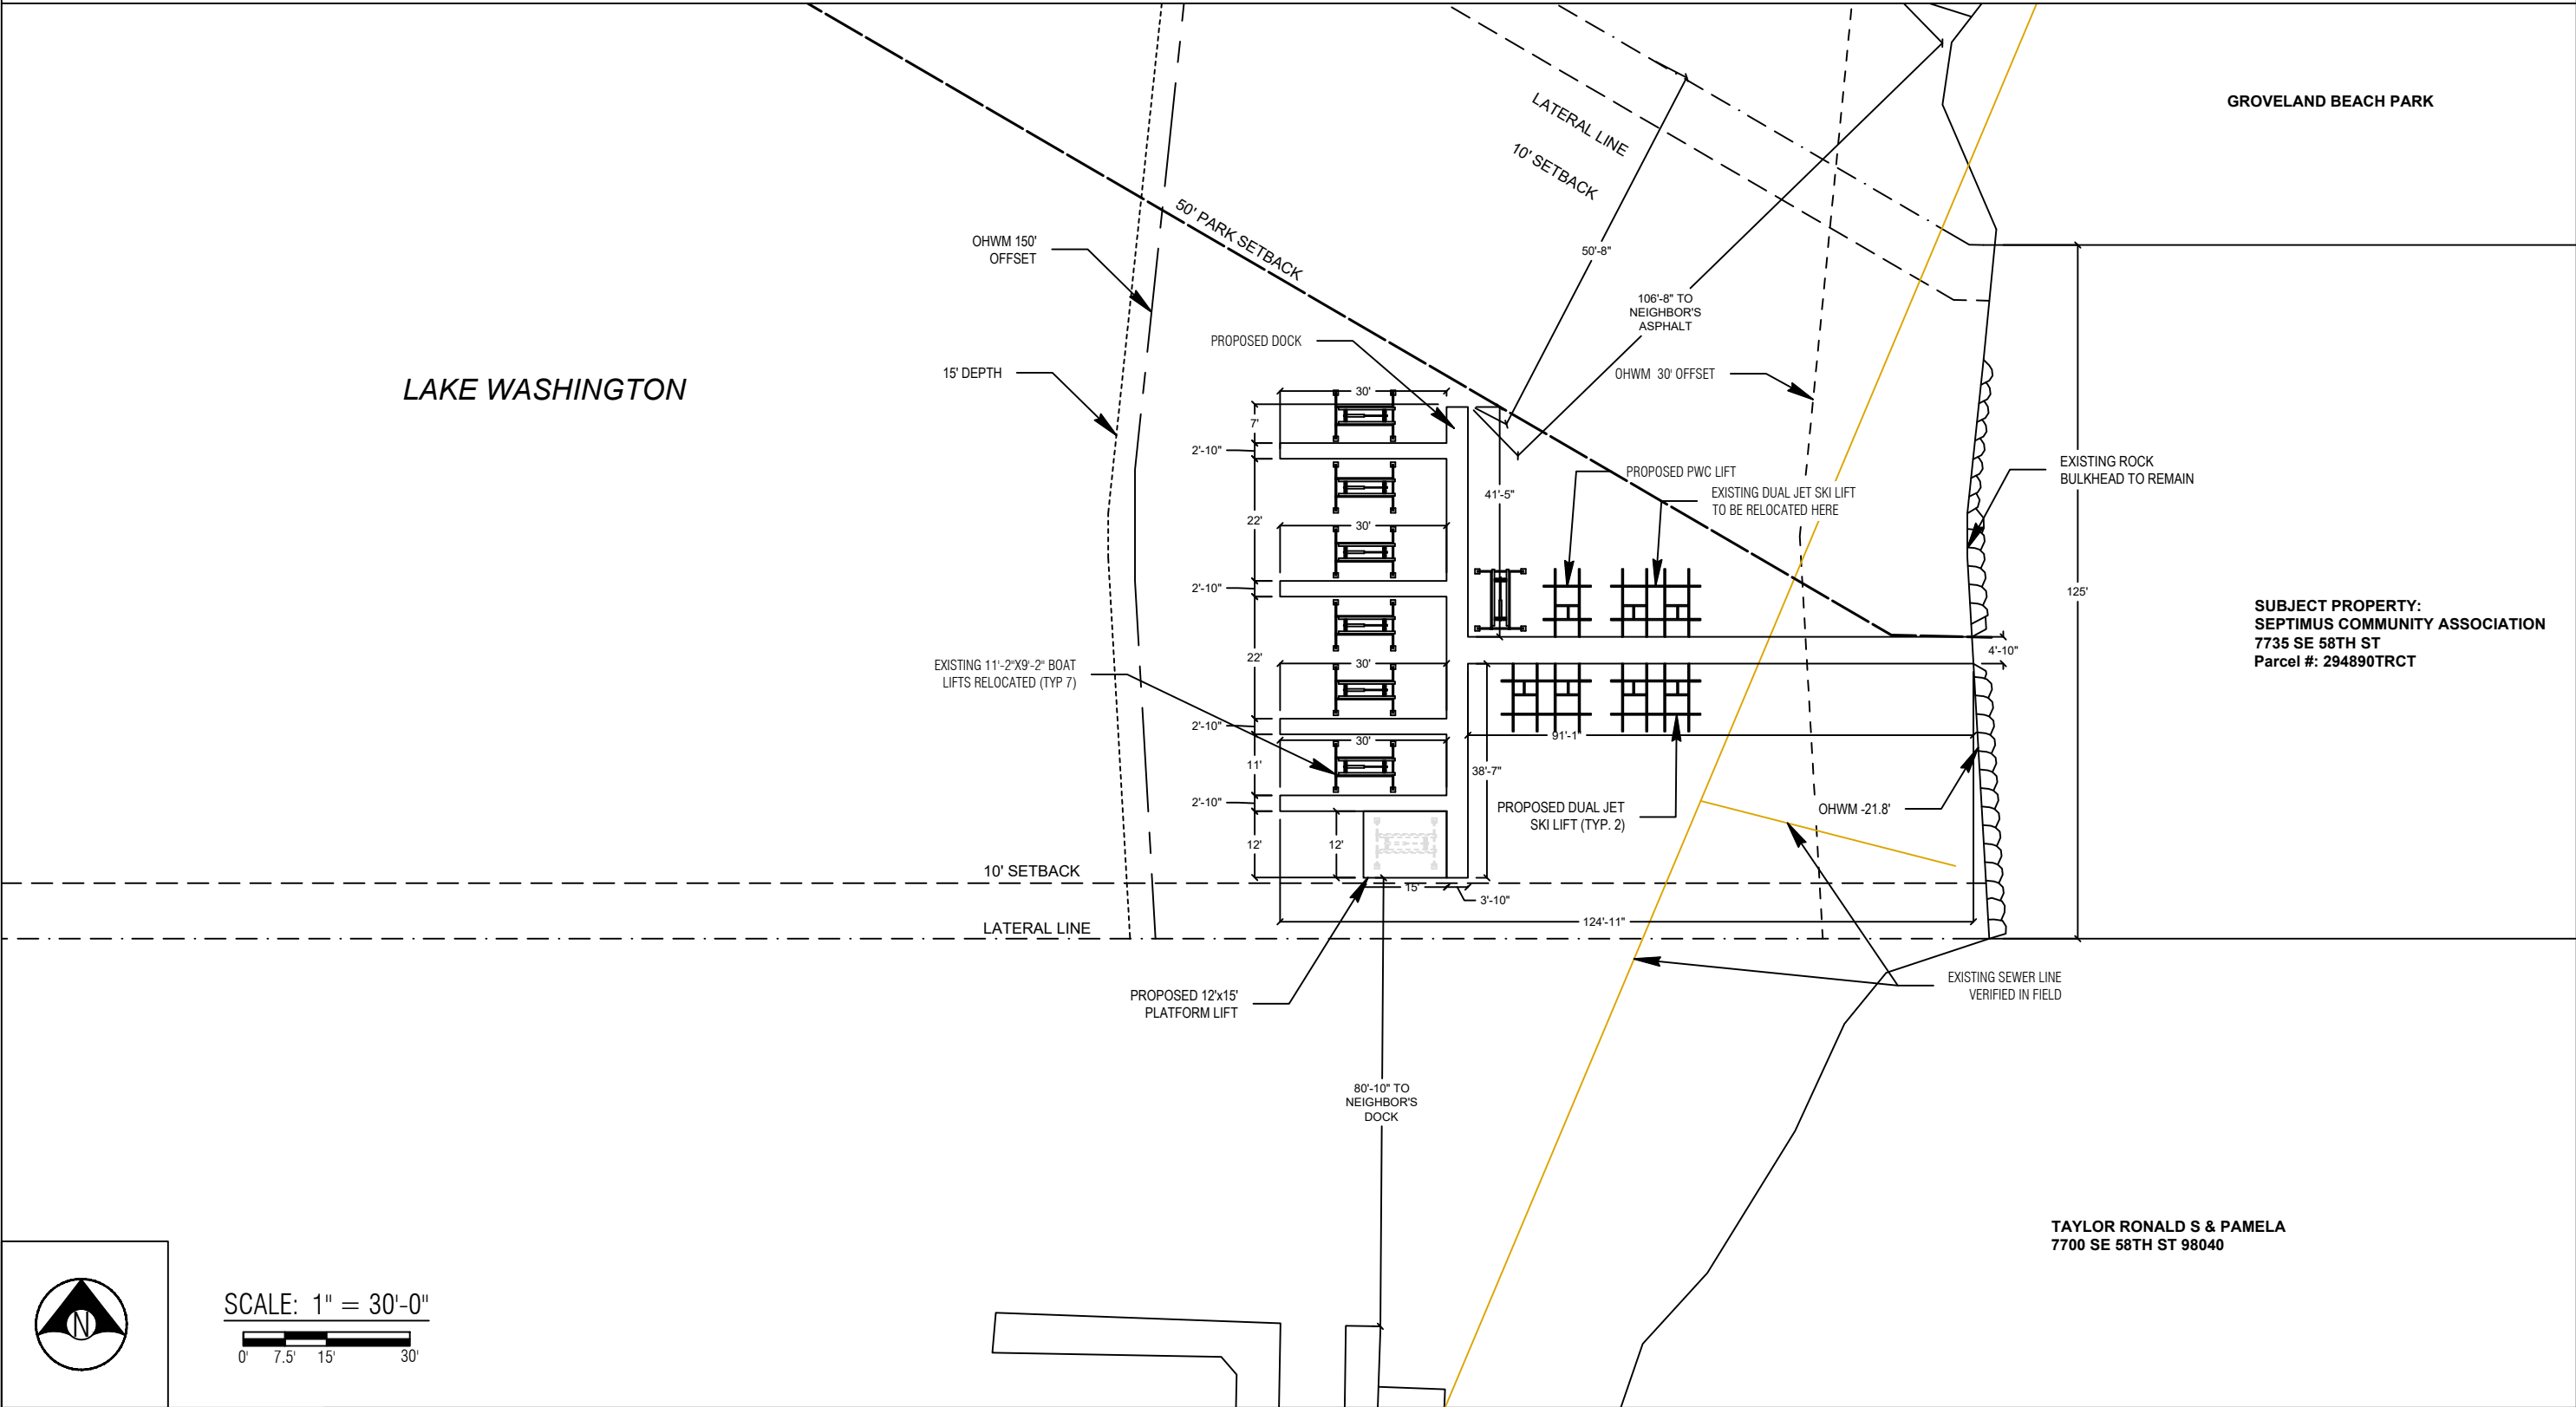 GROVELAND BEACH PARK
LATERAL LINE
10' SETBACK
50' PARK SETBACK
OHWM 150'
OFFSET
50'-8"
106'-8" TO
NEIGHBOR'S
ASPHALT
PROPOSED DOCK
15' DEPTH
LAKE WASHINGTON
OHWM 30' OFFSET
30'
7'
2'-10"
PROPOSED PWC LIFT
EXISTING DUAL JET SKI LIFT
TO BE RELOCATED HERE
EXISTING ROCK
BULKHEAD TO REMAIN
41'-5"
22'
30'
2'-10"
125'
SUBJECT PROPERTY:
SEPTIMUS COMMUNITY ASSOCIATION
7735 SE 58TH ST
Parcel #: 294890TRCT
4'-10"
EXISTING 11'-2"X9'-2" BOAT
LIFTS RELOCATED (TYP 7)
22'
30'
2'-10"
91'-1"
30'
11'
38'-7"
2'-10"
PROPOSED DUAL JET
SKI LIFT (TYP. 2)
OHWM -21.8'
12'
12'
10' SETBACK
15'
3'-10"
124'-11"
LATERAL LINE
EXISTING SEWER LINE
VERIFIED IN FIELD
PROPOSED 12'x15'
PLATFORM LIFT
80'-10" TO
NEIGHBOR'S
DOCK
TAYLOR RONALD S & PAMELA
7700 SE 58TH ST 98040
N
SCALE: 1" = 30'-0"
0' 7.5' 15' 30'